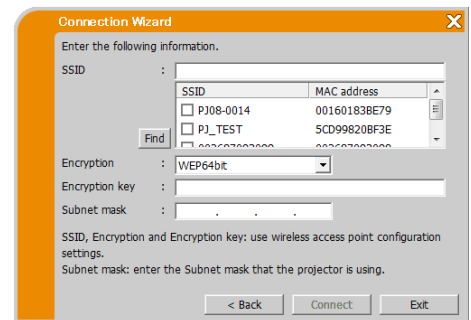 Connection Wizard
Enter the following information.
SSID :
SSID MAC address
PJ08-0014 00160183BE79
PJ_TEST 5CD99820BF3E
Find
Encryption : WEP64bit
Encryption key :
Subnet mask : . . .
SSID, Encryption and Encryption key: use wireless access point configuration
settings.
Subnet mask: enter the Subnet mask that the projector is using.
< Back Connect Exit